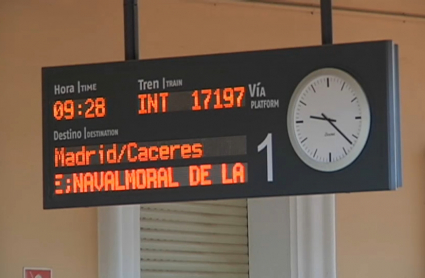 Hora | TIME
Tren | TRAIN
Vía
PLATFORM
09:28
INT 17197
Destino | DESTINATION
1
Madrid/Caceres
NAVALMORAL DE LA